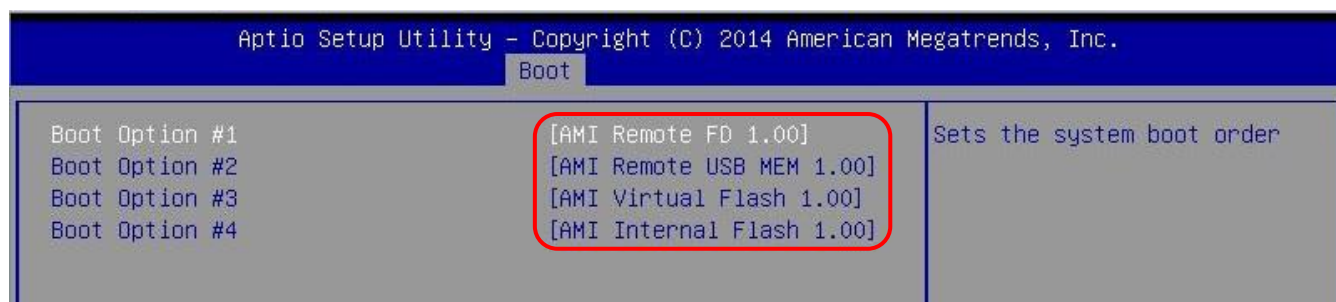 Aptio Setup Utility – Copyright (C) 2014 American Megatrends, Inc.
Boot
Boot Option #1 [AMI Remote FD 1.00] Sets the system boot order
Boot Option #2 [AMI Remote USB MEM 1.00]
Boot Option #3 [AMI Virtual Flash 1.00]
Boot Option #4 [AMI Internal Flash 1.00]